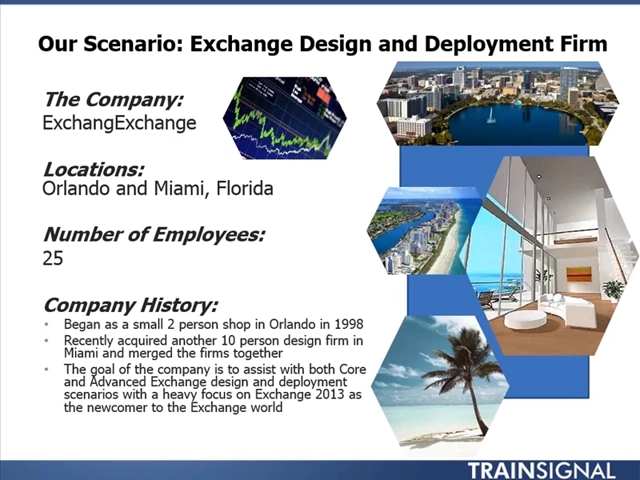 Our Scenario: Exchange Design and Deployment Firm
The Company:
ExchangExchange
Locations:
Orlando and Miami, Florida
Number of Employees:
25
Company History:
• Began as a small 2 person shop in Orlando in 1998
• Recently acquired another 10 person design firm in
Miami and merged the firms together
• The goal of the company is to assist with both Core
and Advanced Exchange design and deployment
scenarios with a heavy focus on Exchange 2013 as
the newcomer to the Exchange world
TRAINSIGNAL